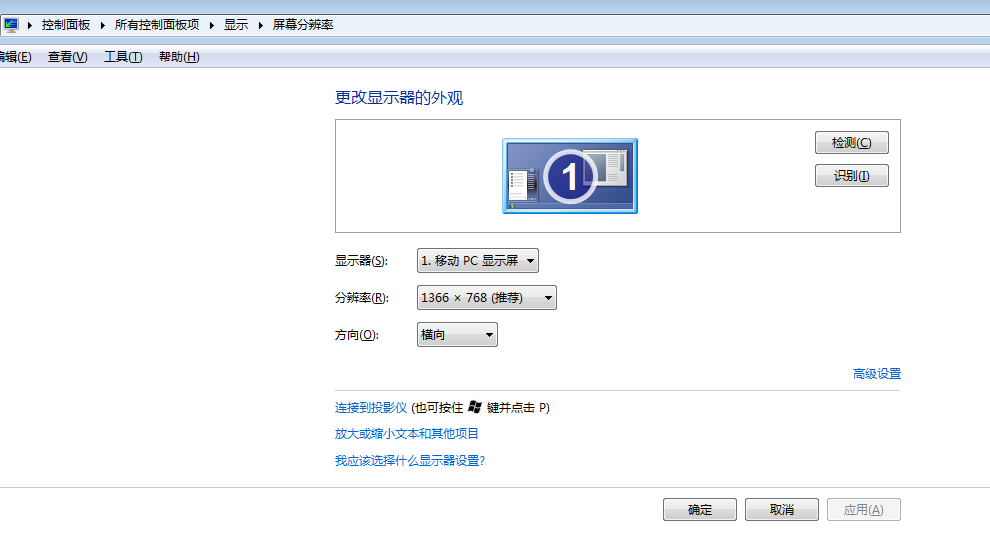 控制面板 所有控制面板项 显示 屏幕分辨率
编辑(E) 查看(V) 工具(T) 帮助(H)
更改显示器的外观
1
检测(C)
识别(I)
显示器(S): 1. 移动 PC 显示屏
分辨率(R): 1366 × 768 (推荐)
方向(O): 横向
高级设置
连接到投影仪 (也可按住 键并点击 P)
放大或缩小文本和其他项目
我应该选择什么显示器设置?
确定 取消 应用(A)